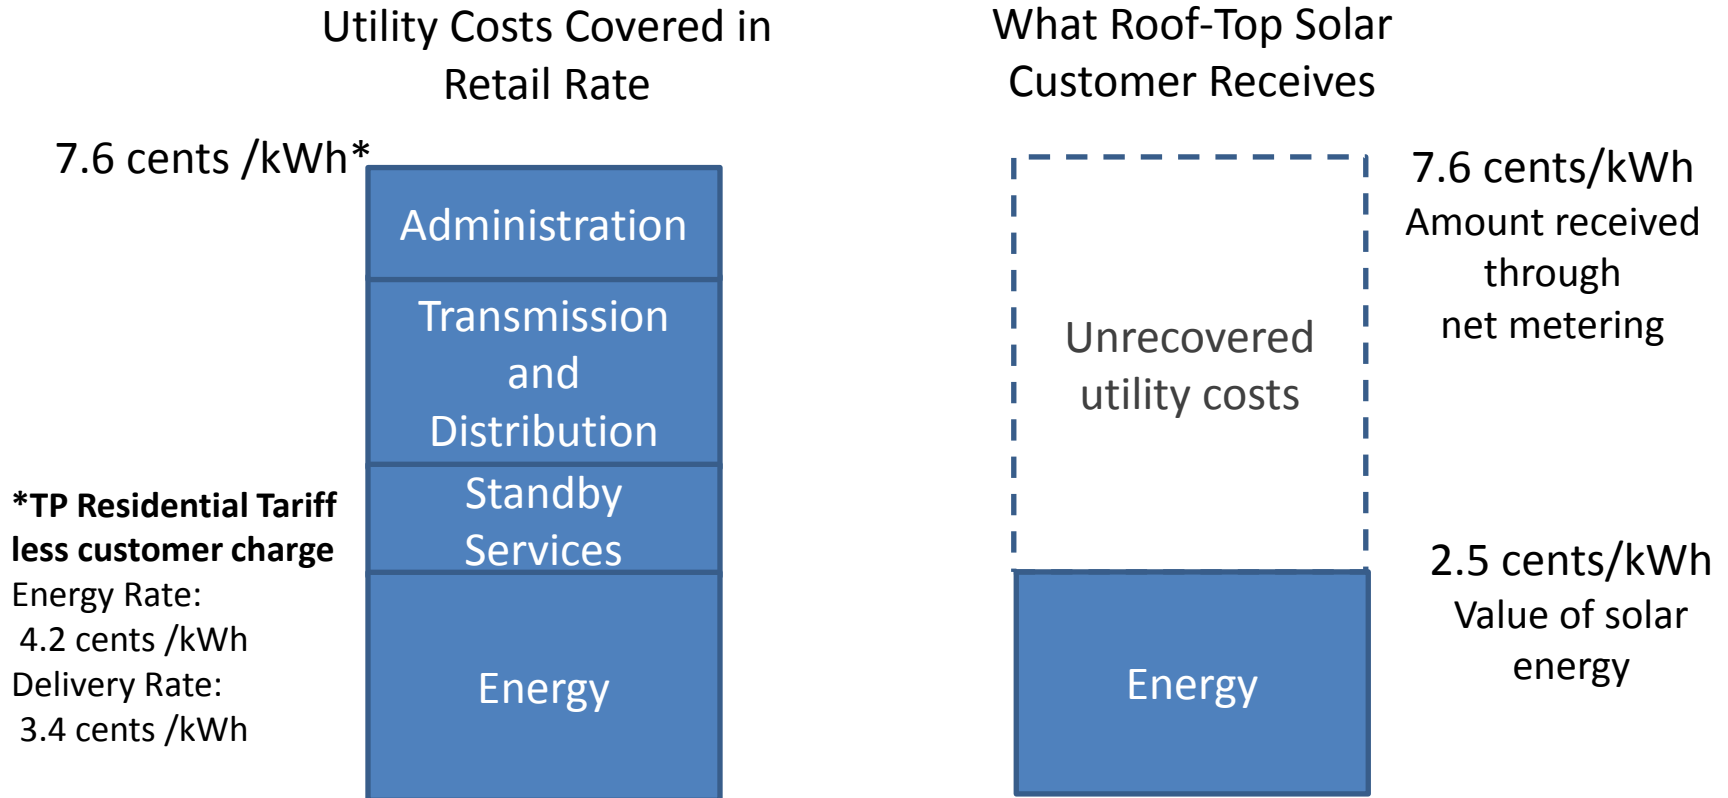 Utility Costs Covered in
Retail Rate
7.6 cents /kWh*
Administration
Transmission
and
Distribution
Standby
Services
Energy
*TP Residential Tariff
less customer charge
Energy Rate:
4.2 cents /kWh
Delivery Rate:
3.4 cents /kWh
What Roof-Top Solar
Customer Receives
Unrecovered
utility costs
Energy
7.6 cents/kWh
Amount received
through
net metering
2.5 cents/kWh
Value of solar
energy